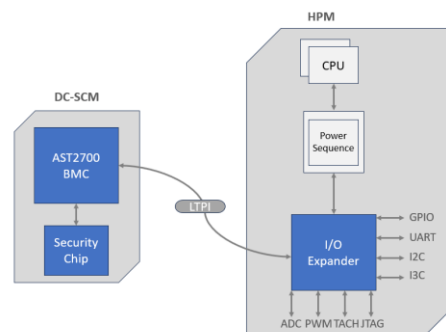 HPM
CPU
DC-SCM
AST2700
BMC
Power
Sequence
LTPI
Security
Chip
I/O
Expander
GPIO
UART
I2C
I3C
ADC PWM TACH JTAG